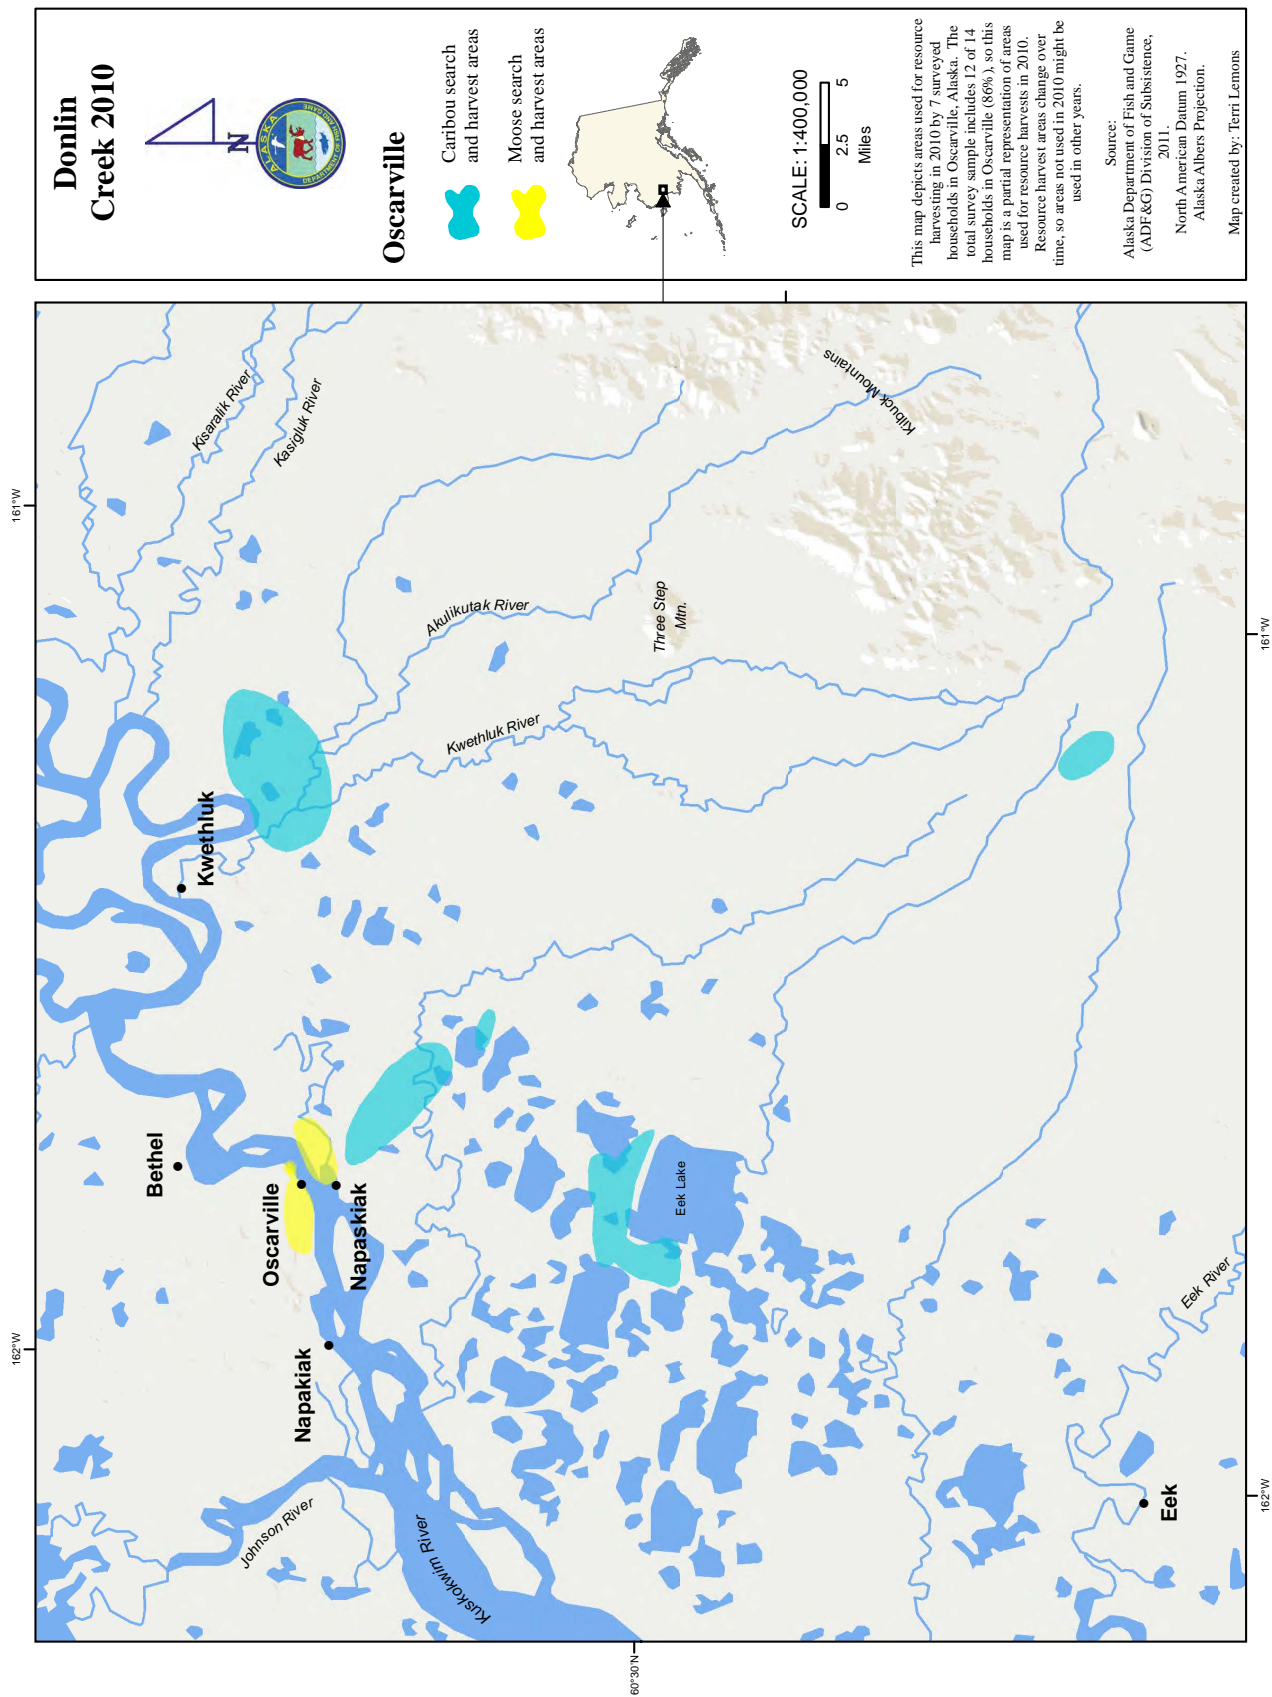 Donlin
Creek 2010
N
ALASKA
DEPARTMENT OF FISH AND GAME
Oscarville
Caribou search
and harvest areas
Moose search
and harvest areas
SCALE: 1:400,000
0 2.5 5
Miles
This map depicts areas used for resource
harvesting in 2010 by 7 surveyed
households in Oscarville, Alaska. The
total survey sample includes 12 of 14
households in Oscarville (86%), so this
map is a partial representation of areas
used for resource harvests in 2010.
Resource harvest areas change over
time, so areas not used in 2010 might be
used in other years.
Source:
Alaska Department of Fish and Game
(ADF&G) Division of Subsistence,
2011.
North American Datum 1927.
Alaska Albers Projection.
Map created by: Terri Lemons
161°W
162°W
161°W
162°W
60°30'N
Kisaralik River
Kasigluk River
Akulikutak River
Kwethluk River
Three Step
Mtn.
Kilbuck Mountains
Kwethluk
Bethel
Oscarville
Napaskiak
Napakiak
Johnson River
Kuskokwim River
Eek Lake
Eek River
Eek